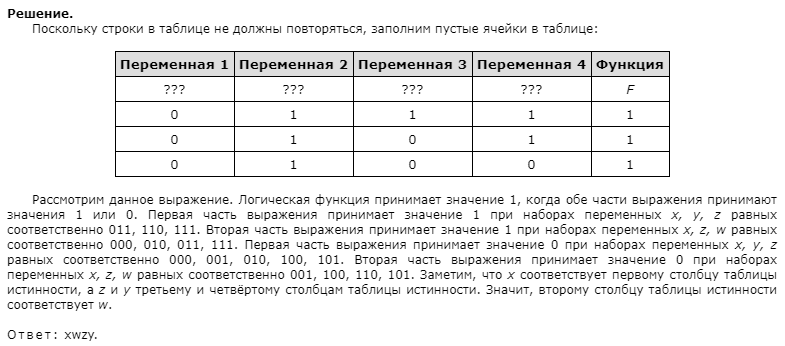 Решение.
Поскольку строки в таблице не должны повторяться, заполним пустые ячейки в таблице:
Переменная 1 Переменная 2 Переменная 3 Переменная 4 Функция
??? ??? ??? ??? F
0 1 1 1 1
0 1 0 1 1
0 1 0 0 1
Рассмотрим данное выражение. Логическая функция принимает значение 1, когда обе части выражения принимают
значения 1 или 0. Первая часть выражения принимает значение 1 при наборах переменных x, y, z равных
соответственно 011, 110, 111. Вторая часть выражения принимает значение 1 при наборах переменных x, z, w равных
соответственно 000, 010, 011, 111. Первая часть выражения принимает значение 0 при наборах переменных x, y, z
равных соответственно 000, 001, 010, 100, 101. Вторая часть выражения принимает значение 0 при наборах
переменных x, z, w равных соответственно 001, 100, 110, 101. Заметим, что x соответствует первому столбцу таблицы
истинности, а z и y третьему и четвёртому столбцам таблицы истинности. Значит, второму столбцу таблицы истинности
соответствует w.
Ответ: xwzy.